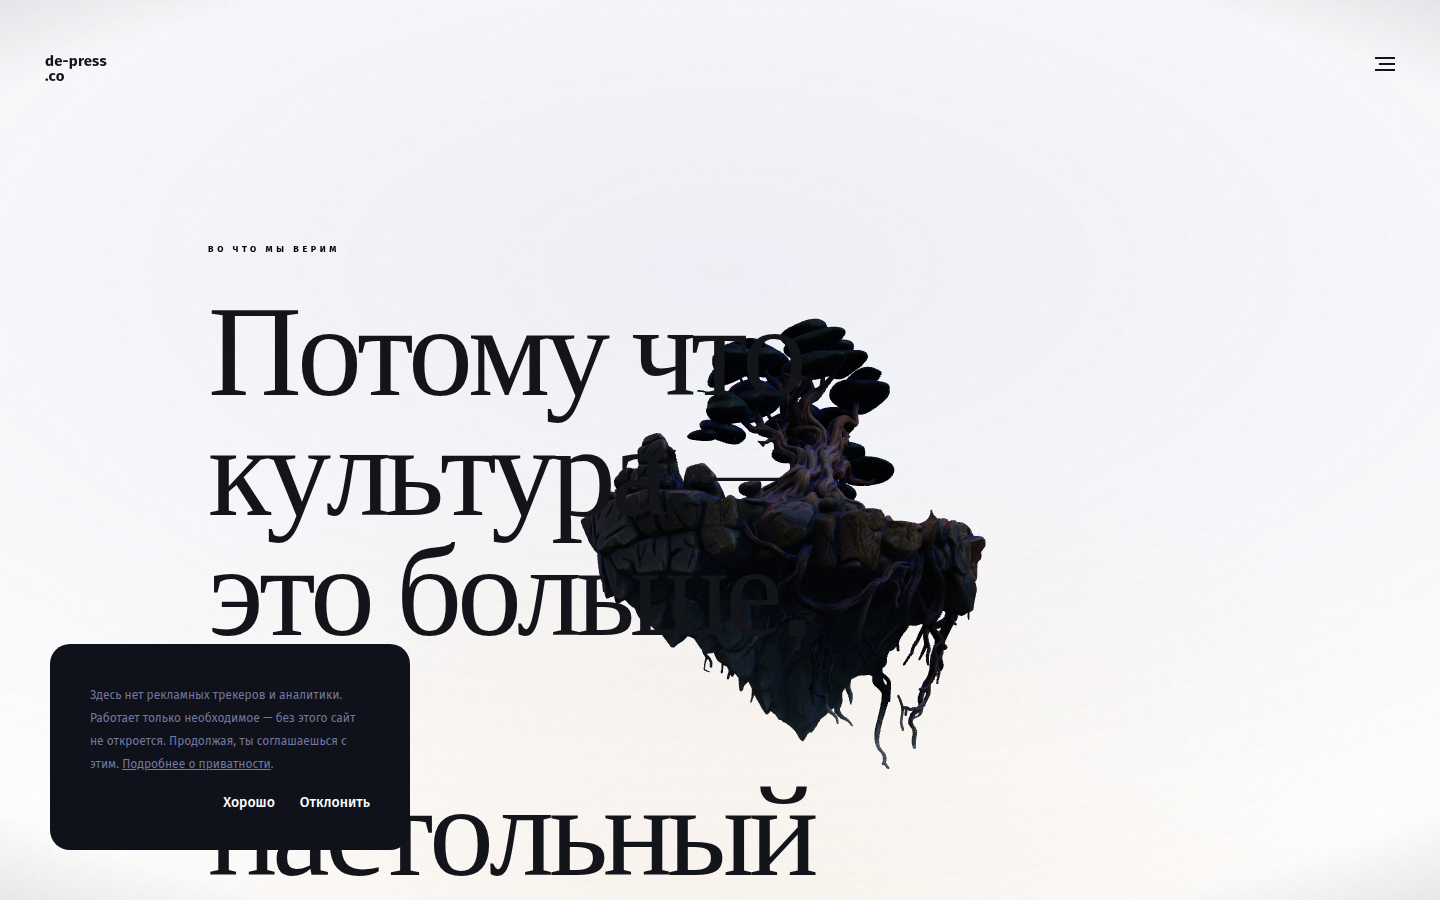 de-press
.co
ВО ЧТО МЫ ВЕРИМ
Потому что
культура —
это больше,
настольный
Здесь нет рекламных трекеров и аналитики.
Работает только необходимое — без этого сайт
не откроется. Продолжая, ты соглашаешься с
этим. Подробнее о приватности.
Хорошо Отклонить